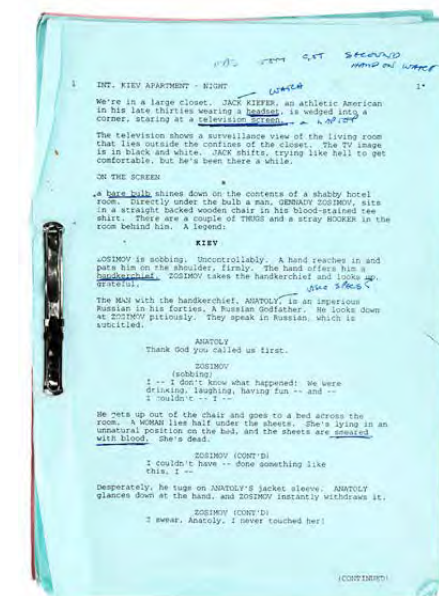 GET SECOND
HAND ON WATCH
1 INT. KIEV APARTMENT - NIGHT 1*
WATCH
We're in a large closet. JACK KIEFER, an athletic American
in his late thirties wearing a headset, is wedged into a
corner, staring at a television screen.
The television shows a surveillance view of the living room
that lies outside the confines of the closet. The TV image
is in black and white. JACK shifts, trying like hell to get
comfortable, but he's been there a while.
ON THE SCREEN
a bare bulb shines down on the contents of a shabby hotel
room. Directly under the bulb a man, GENNADY ZOSIMOV, sits
in a straight backed wooden chair in his blood-stained tee
shirt. There are a couple of THUGS and a stray HOOKER in the
room behind him. A legend:
KIEV
ZOSIMOV is sobbing. Uncontrollably. A hand reaches in and
pats him on the shoulder, firmly. The hand offers him a
handkerchief. ZOSIMOV takes the handkerchief and looks up,
grateful.
The MAN with the handkerchief, ANATOLY, is an imperious
Russian in his forties. A Russian Godfather. He looks down
at ZOSIMOV pitiously. They speak in Russian, which is
subtitled.
ANATOLY
Thank God you called us first.
ZOSIMOV
(sobbing)
I -- I don't know what happened! We were
drinking, laughing, having fun -- and --
I couldn't -- I --
He gets up out of the chair and goes to a bed across the
room. A WOMAN lies half under the sheets. She's lying in an
unnatural position on the bed, and the sheets are smeared
with blood. She's dead.
ZOSIMOV (CONT'D)
I couldn't have -- done something like
this, I --
Desperately, he tugs on ANATOLY'S jacket sleeve. ANATOLY
glances down at the hand, and ZOSIMOV instantly withdraws it.
ZOSIMOV (CONT'D)
I swear, Anatoly, I never touched her!
(CONTINUED)